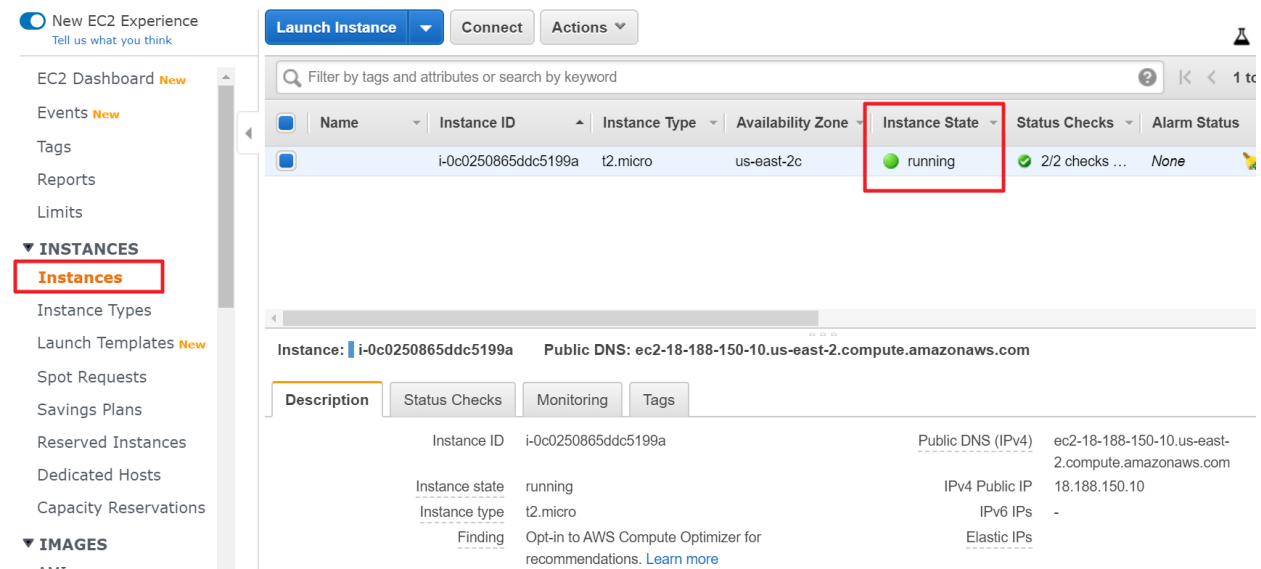 New EC2 Experience
Tell us what you think
EC2 Dashboard New
Events New
Tags
Reports
Limits
INSTANCES
Instances
Instance Types
Launch Templates New
Spot Requests
Savings Plans
Reserved Instances
Dedicated Hosts
Capacity Reservations
IMAGES
Launch Instance Connect Actions
Filter by tags and attributes or search by keyword 1 to
Name Instance ID Instance Type Availability Zone Instance State Status Checks Alarm Status
i-0c0250865ddc5199a t2.micro us-east-2c running 2/2 checks … None
Instance: i-0c0250865ddc5199a Public DNS: ec2-18-188-150-10.us-east-2.compute.amazonaws.com
Description Status Checks Monitoring Tags
Instance ID i-0c0250865ddc5199a
Instance state running
Instance type t2.micro
Finding Opt-in to AWS Compute Optimizer for
recommendations. Learn more
Public DNS (IPv4) ec2-18-188-150-10.us-east-
2.compute.amazonaws.com
IPv4 Public IP 18.188.150.10
IPv6 IPs -
Elastic IPs